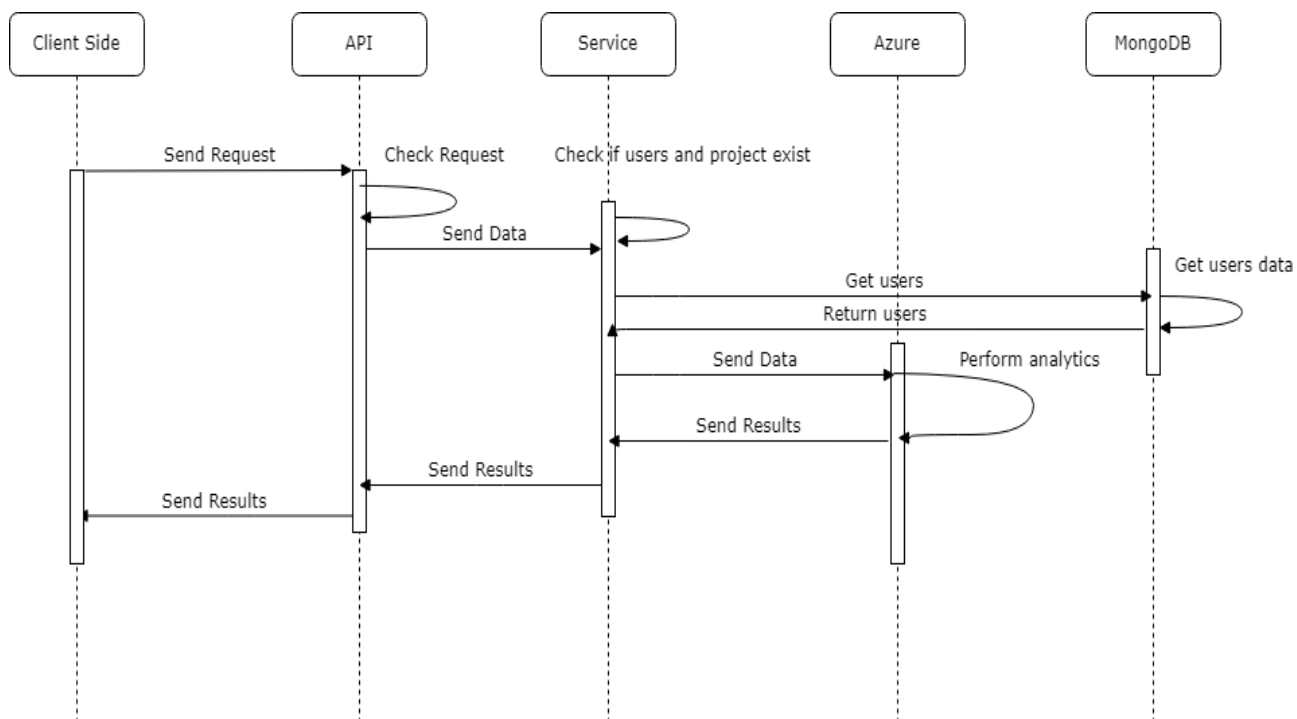 Client Side
API
Service
Azure
MongoDB
Send Request
Check Request
Check if users and project exist
Send Data
Get users data
Get users
Return users
Send Data
Perform analytics
Send Results
Send Results
Send Results